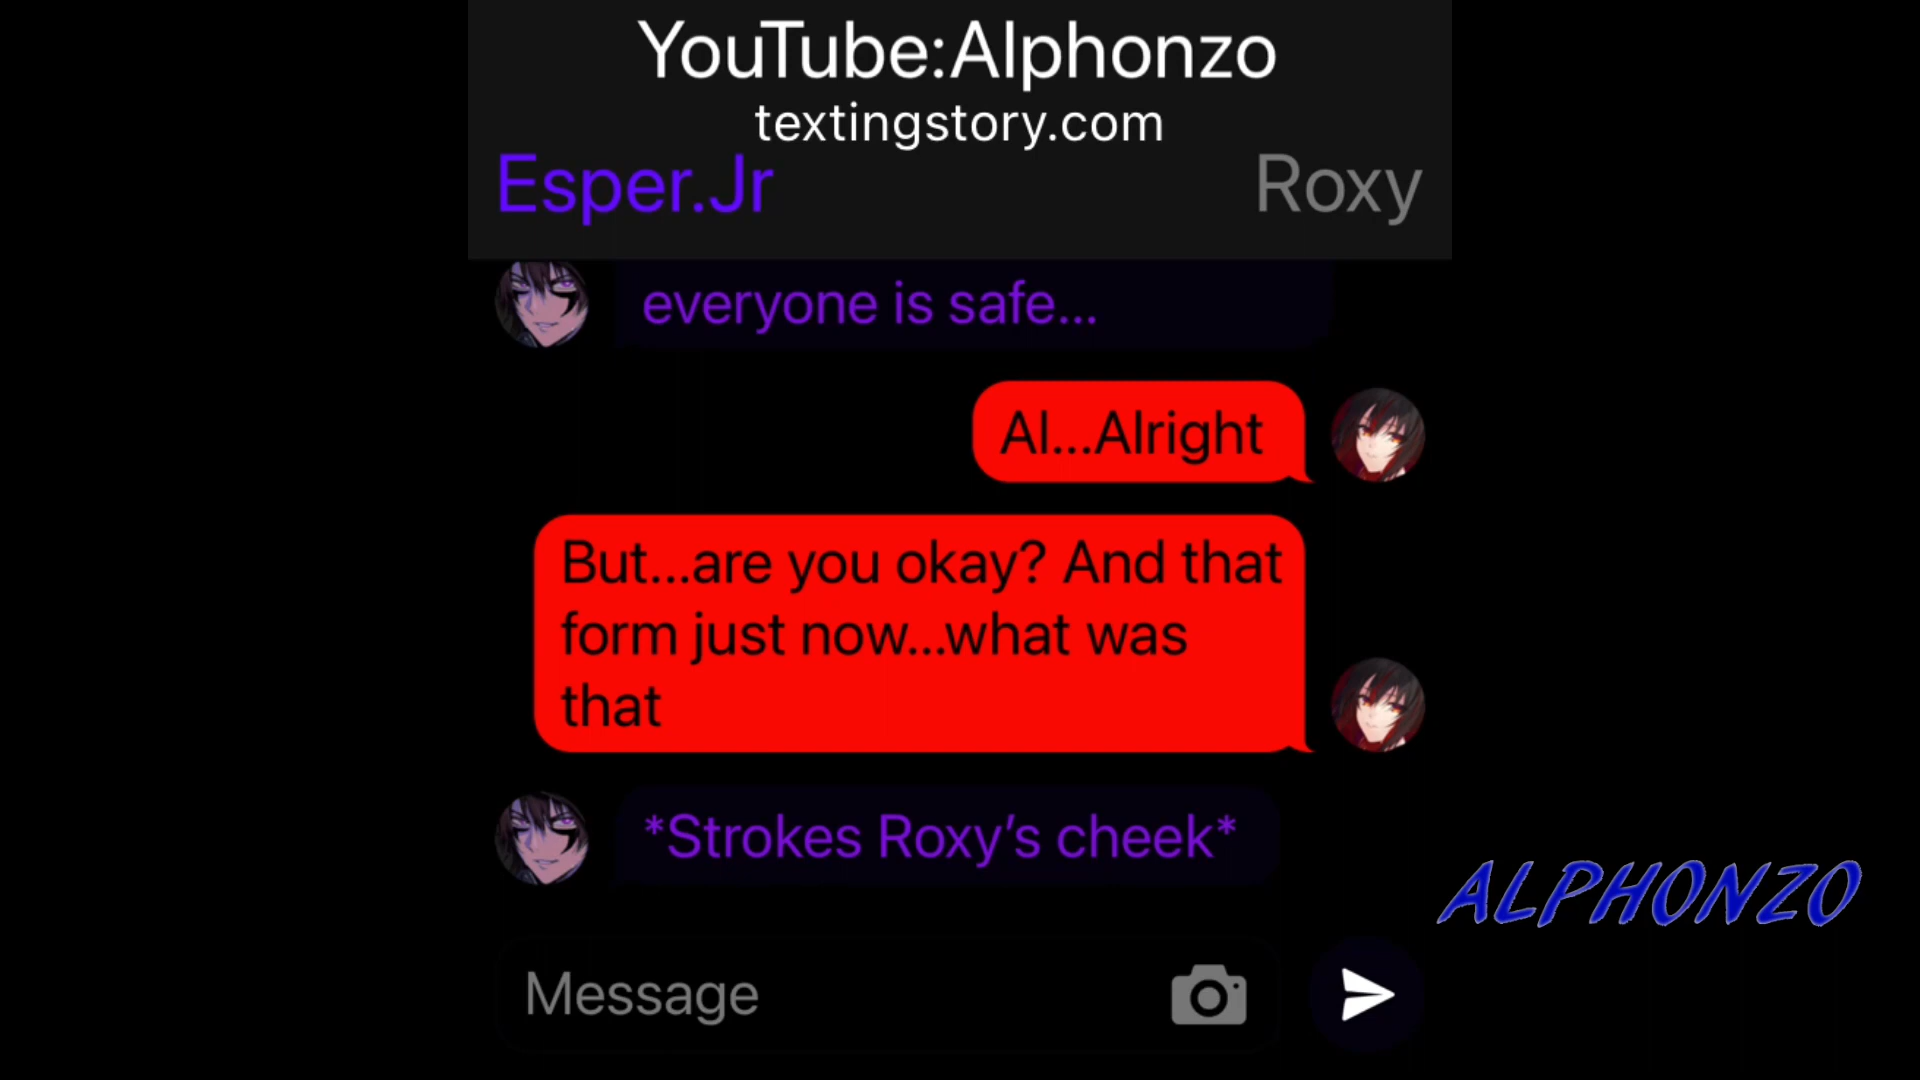 YouTube:Alphonzo
textingstory.com
Esper.Jr
Roxy
everyone is safe...
Al...Alright
But...are you okay? And that
form just now...what was
that
*Strokes Roxy’s cheek*
ALPHONZO
Message